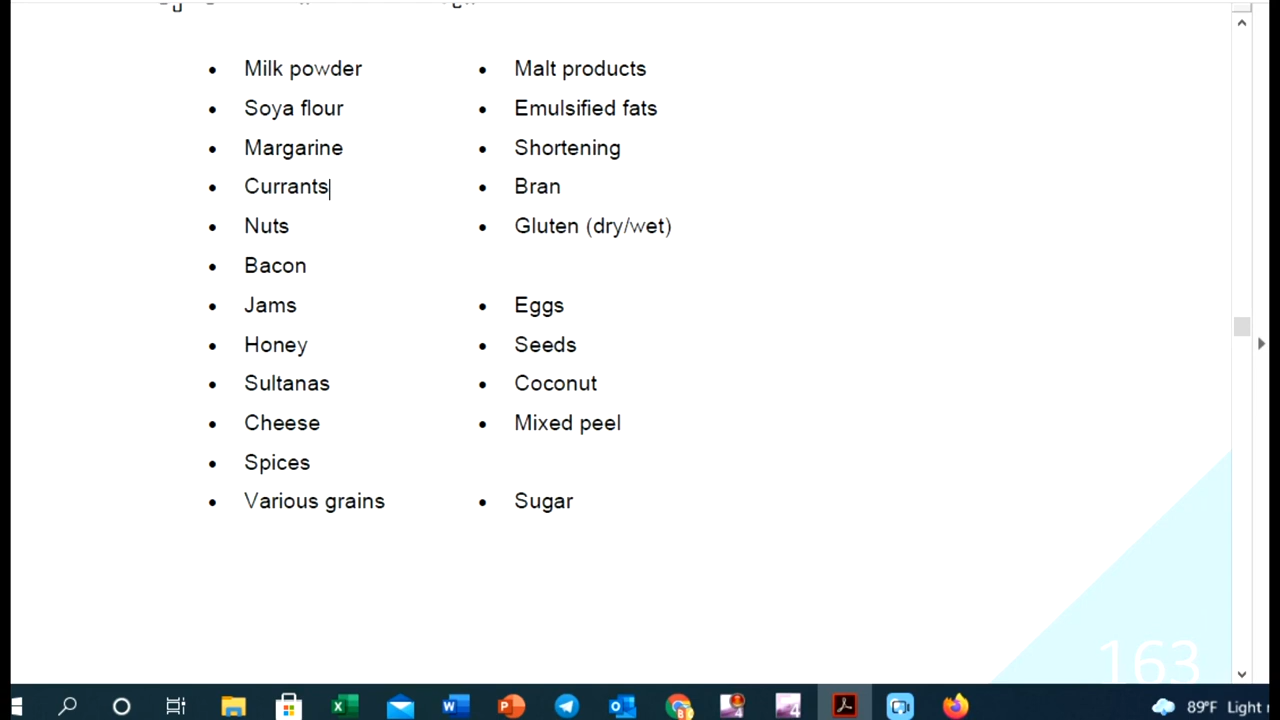 • Milk powder • Malt products
• Soya flour • Emulsified fats
• Margarine • Shortening
• Currants • Bran
• Nuts • Gluten (dry/wet)
• Bacon
• Jams • Eggs
• Honey • Seeds
• Sultanas • Coconut
• Cheese • Mixed peel
• Spices
• Various grains • Sugar
163
89°F Light